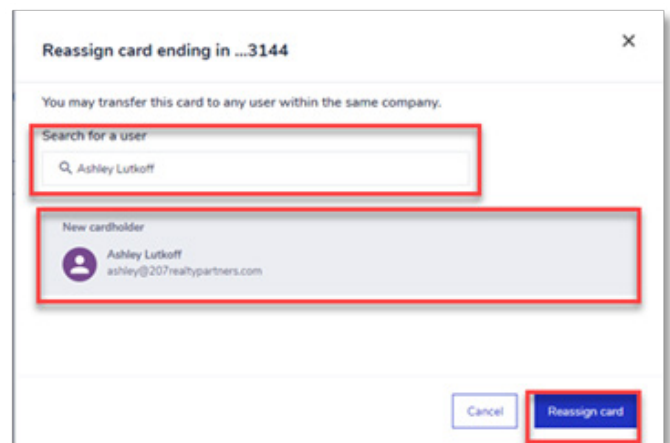 Reassign card ending in ...3144
You may transfer this card to any user within the same company.
Search for a user
Ashley Lutkoff
New cardholder
Ashley Lutkoff
ashley@207realtypartners.com
Cancel
Reassign card